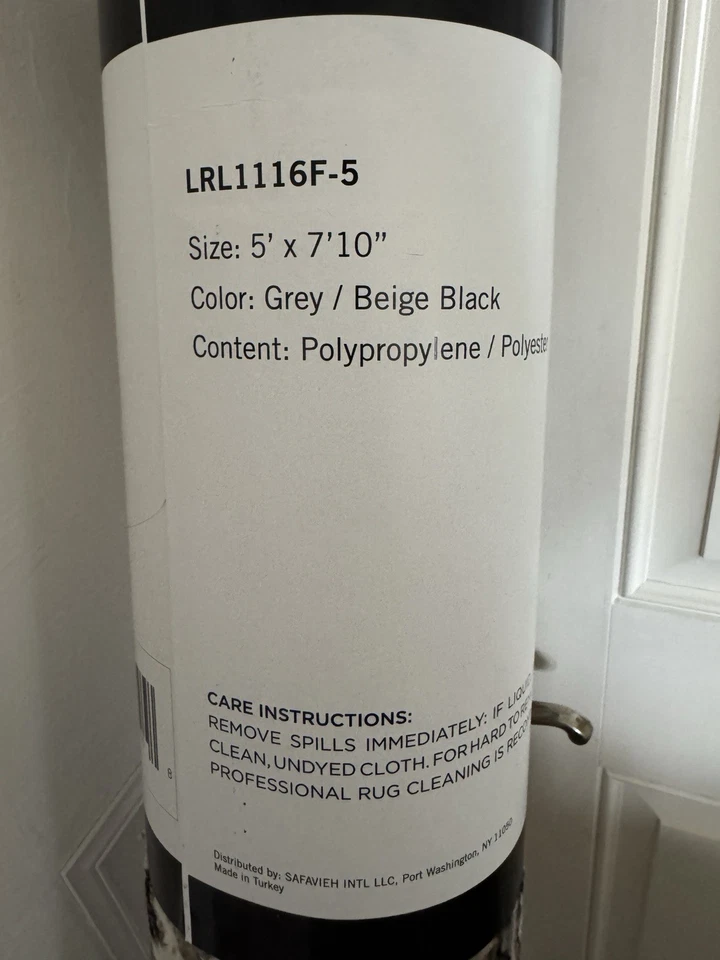 LRL1116F-5
Size: 5’ x 7’10”
Color: Grey / Beige Black
Content: Polypropylene / Polyester
8
CARE INSTRUCTIONS:
REMOVE SPILLS IMMEDIATELY: IF
CLEAN, UNDYED CLOTH. FOR HARD TO
PROFESSIONAL RUG CLEANING IS
Distributed by: SAFAVIEH INTL LLC, Port Washington, NY 11050
Made in Turkey